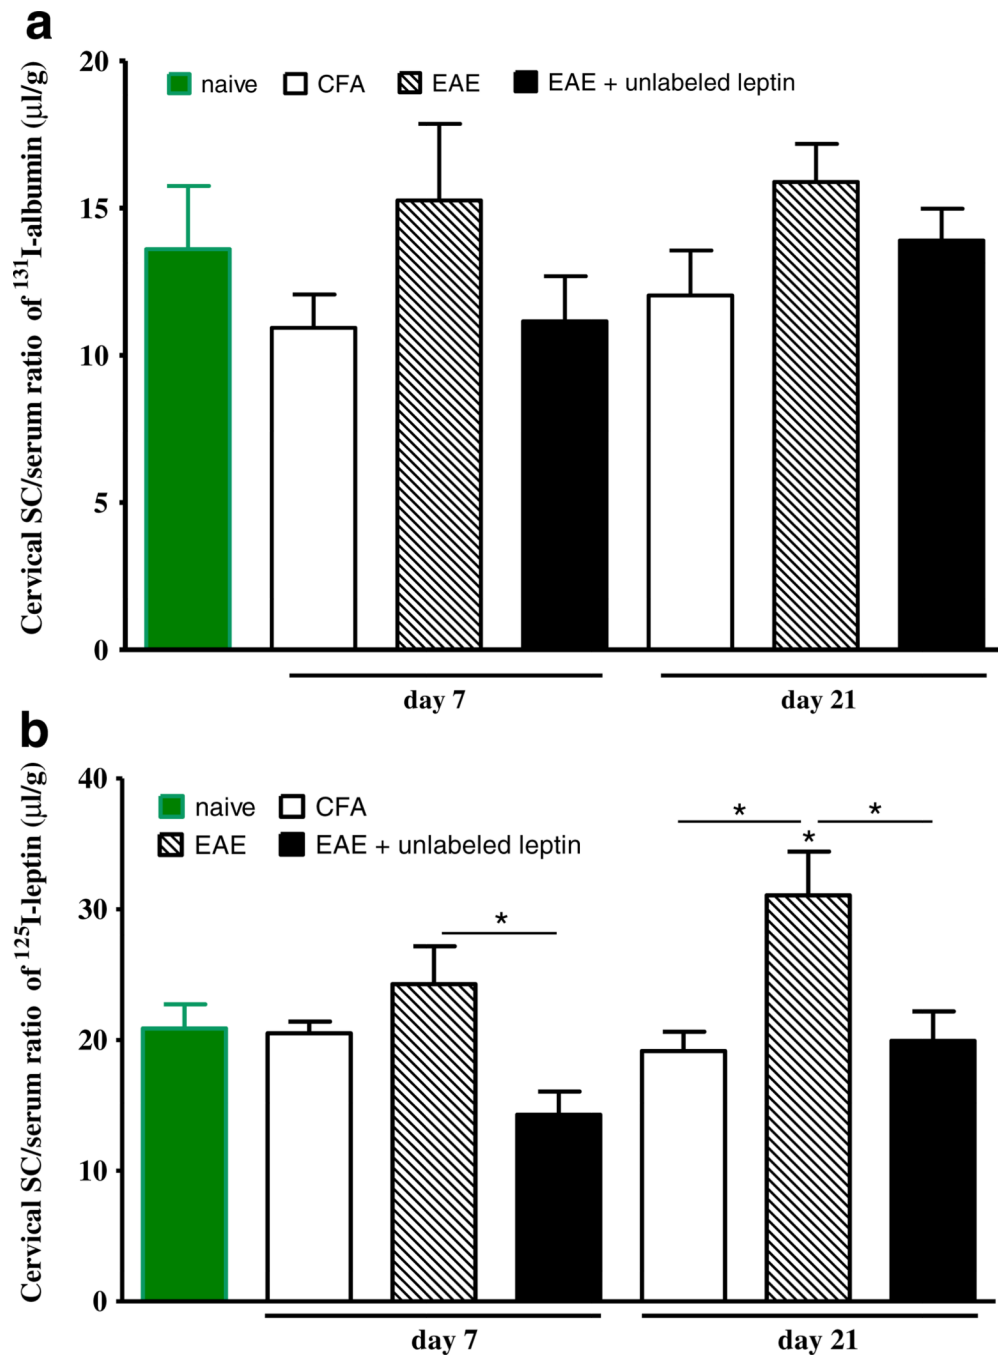 a
Cervical SC/serum ratio of ¹³¹I-albumin (µl/g)
20
15
10
5
0
naive CFA EAE EAE + unlabeled leptin
day 7 day 21
b
Cervical SC/serum ratio of ¹²⁵I-leptin (µl/g)
40
30
20
10
0
naive CFA
EAE EAE + unlabeled leptin
* *
*
*
day 7 day 21